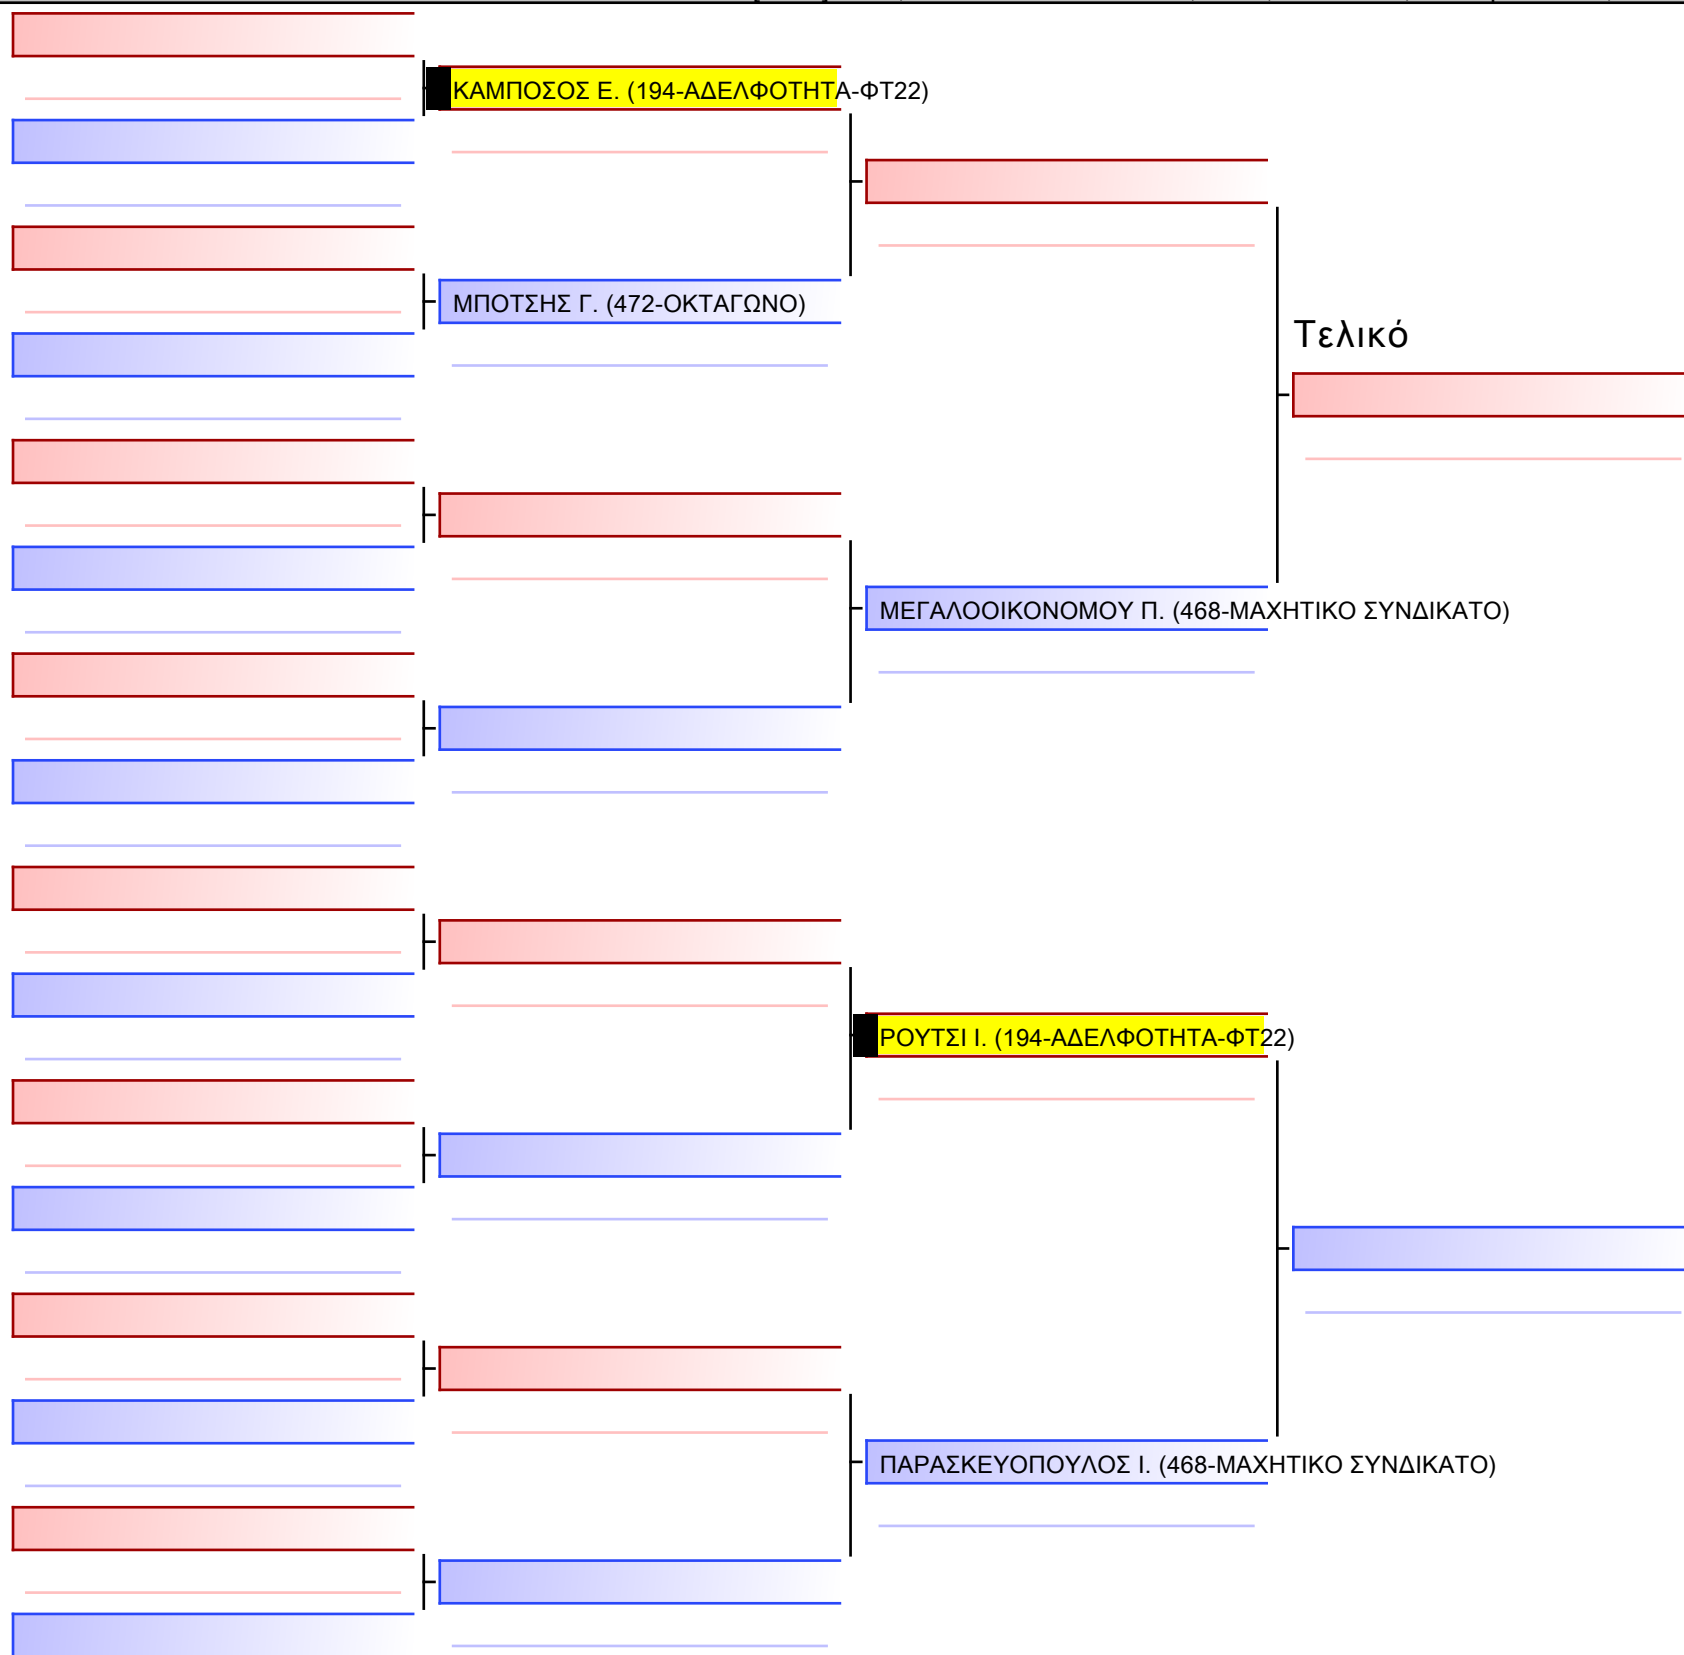 ΚΑΜΠΟΣΟΣ Ε. (194-ΑΔΕΛΦΟΤΗΤΑ-ΦΤ22)
ΜΠΟΤΣΗΣ Γ. (472-ΟΚΤΑΓΩΝΟ)
Τελικό
ΜΕΓΑΛΟΟΙΚΟΝΟΜΟΥ Π. (468-ΜΑΧΗΤΙΚΟ ΣΥΝΔΙΚΑΤΟ)
ΡΟΥΤΣΙ Ι. (194-ΑΔΕΛΦΟΤΗΤΑ-ΦΤ22)
ΠΑΡΑΣΚΕΥΟΠΟΥΛΟΣ Ι. (468-ΜΑΧΗΤΙΚΟ ΣΥΝΔΙΚΑΤΟ)